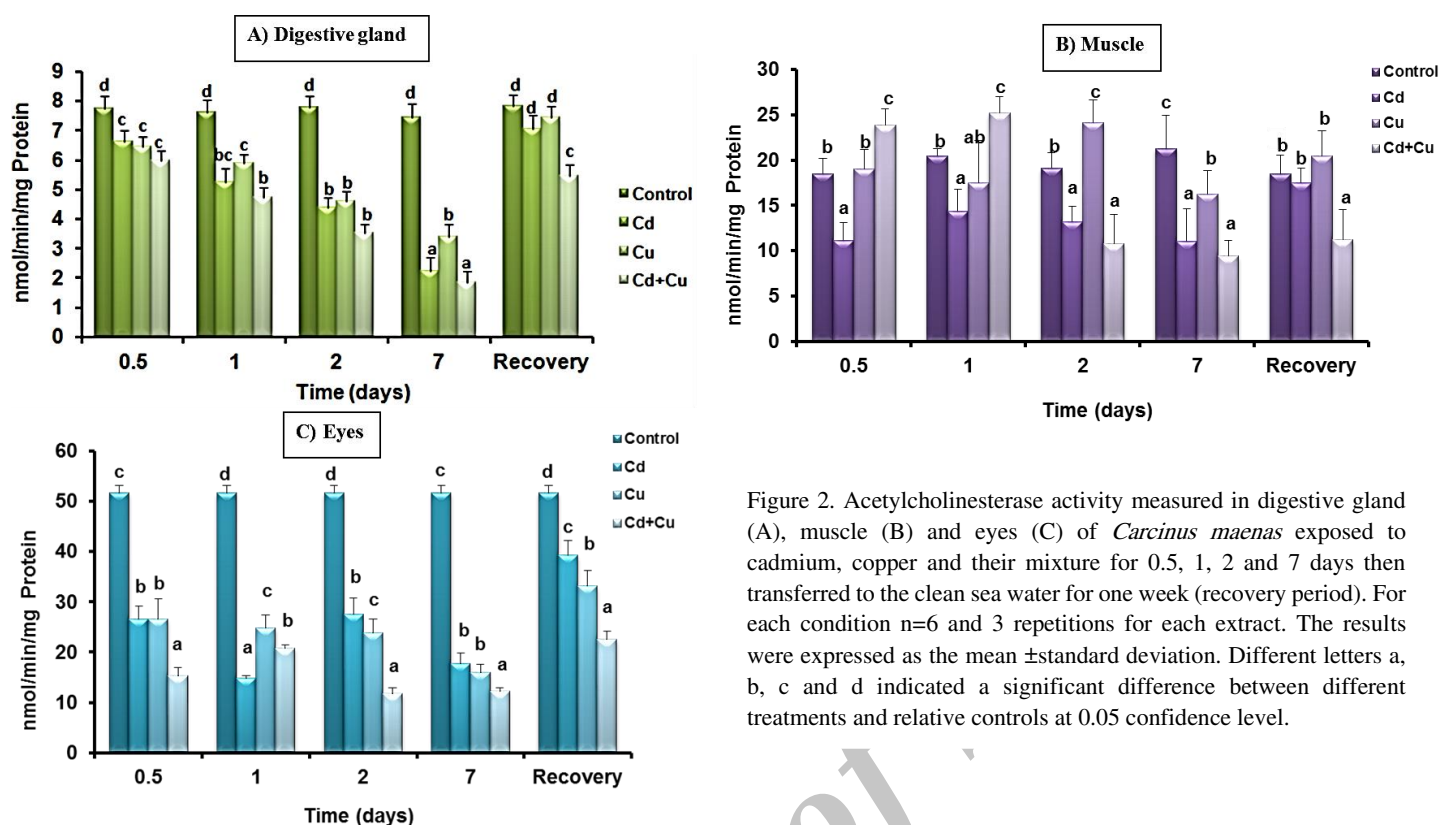 A) Digestive gland
9
8
7
6
5
4
3
2
1
0
nmol/min/mg Protein
d c c c
d bc c b
d b b b
d a b a
d d d c
0.5 1 2 7 Recovery
Time (days)
Control
Cd
Cu
Cd+Cu
B) Muscle
30
25
20
15
10
5
0
nmol/min/mg Protein
b a b c
b a ab c
b a c a
c a b a
b b b a
0.5 1 2 7 Recovery
Time (days)
Control
Cd
Cu
Cd+Cu
C) Eyes
60
50
40
30
20
10
0
nmol/min/mg Protein
c b b a
d a c b
d b c a
c b b a
d c b a
0.5 1 2 7 Recovery
Time (days)
Control
Cd
Cu
Cd+Cu
Figure 2. Acetylcholinesterase activity measured in digestive gland
(A), muscle (B) and eyes (C) of Carcinus maenas exposed to
cadmium, copper and their mixture for 0.5, 1, 2 and 7 days then
transferred to the clean sea water for one week (recovery period). For
each condition n=6 and 3 repetitions for each extract. The results
were expressed as the mean ±standard deviation. Different letters a,
b, c and d indicated a significant difference between different
treatments and relative controls at 0.05 confidence level.